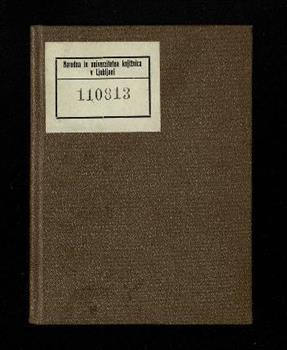 Narodna in univerzitetna knjižnica
v Ljubljani
110813